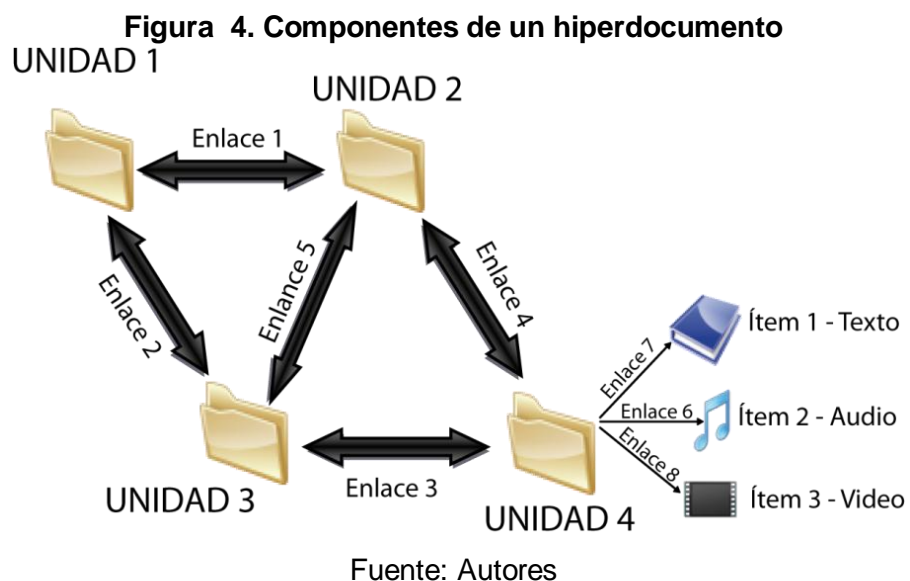 Figura 4. Componentes de un hiperdocumento
UNIDAD 1
UNIDAD 2
Enlace 1
Enlace 2
Enlance 5
Enlace 4
Enlace 7
Ítem 1 - Texto
Enlace 6
Ítem 2 - Audio
Enlace 8
Ítem 3 - Video
UNIDAD 3
Enlace 3
UNIDAD 4
Fuente: Autores